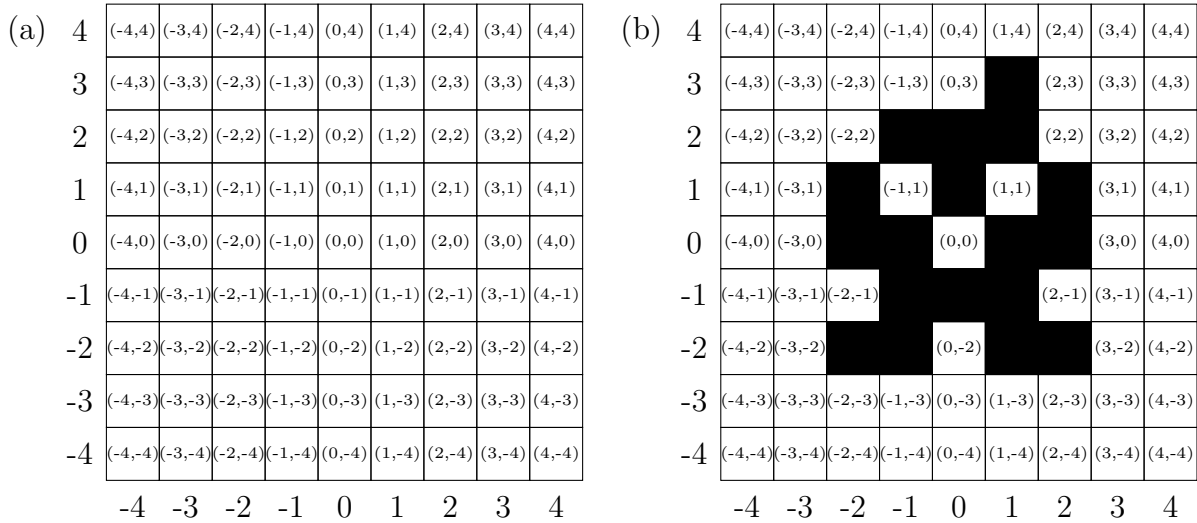 (a) 4 (-4,4) (-3,4) (-2,4) (-1,4) (0,4) (1,4) (2,4) (3,4) (4,4)
3 (-4,3) (-3,3) (-2,3) (-1,3) (0,3) (1,3) (2,3) (3,3) (4,3)
2 (-4,2) (-3,2) (-2,2) (-1,2) (0,2) (1,2) (2,2) (3,2) (4,2)
1 (-4,1) (-3,1) (-2,1) (-1,1) (0,1) (1,1) (2,1) (3,1) (4,1)
0 (-4,0) (-3,0) (-2,0) (-1,0) (0,0) (1,0) (2,0) (3,0) (4,0)
-1 (-4,-1) (-3,-1) (-2,-1) (-1,-1) (0,-1) (1,-1) (2,-1) (3,-1) (4,-1)
-2 (-4,-2) (-3,-2) (-2,-2) (-1,-2) (0,-2) (1,-2) (2,-2) (3,-2) (4,-2)
-3 (-4,-3) (-3,-3) (-2,-3) (-1,-3) (0,-3) (1,-3) (2,-3) (3,-3) (4,-3)
-4 (-4,-4) (-3,-4) (-2,-4) (-1,-4) (0,-4) (1,-4) (2,-4) (3,-4) (4,-4)
-4 -3 -2 -1 0 1 2 3 4
(b) 4 (-4,4) (-3,4) (-2,4) (-1,4) (0,4) (1,4) (2,4) (3,4) (4,4)
3 (-4,3) (-3,3) (-2,3) (-1,3) (0,3) (2,3) (3,3) (4,3)
2 (-4,2) (-3,2) (-2,2) (2,2) (3,2) (4,2)
1 (-4,1) (-3,1) (-1,1) (1,1) (3,1) (4,1)
0 (-4,0) (-3,0) (0,0) (3,0) (4,0)
-1 (-4,-1) (-3,-1) (-2,-1) (2,-1) (3,-1) (4,-1)
-2 (-4,-2) (-3,-2) (0,-2) (3,-2) (4,-2)
-3 (-4,-3) (-3,-3) (-2,-3) (-1,-3) (0,-3) (1,-3) (2,-3) (3,-3) (4,-3)
-4 (-4,-4) (-3,-4) (-2,-4) (-1,-4) (0,-4) (1,-4) (2,-4) (3,-4) (4,-4)
-4 -3 -2 -1 0 1 2 3 4